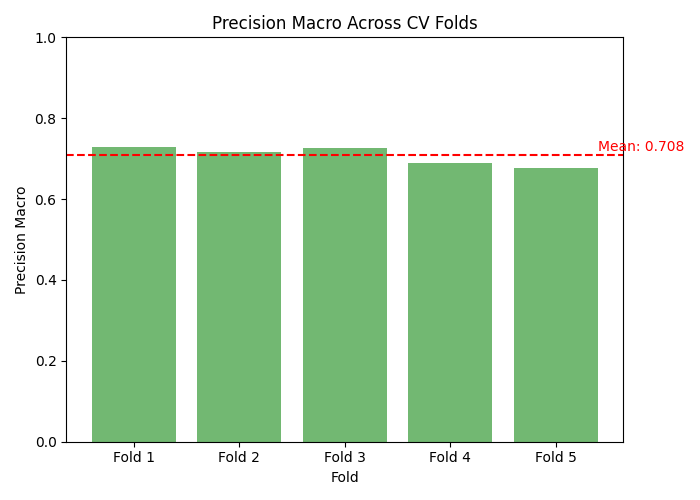 Precision Macro Across CV Folds
1.0
0.8
0.6
0.4
0.2
0.0
Precision Macro
Mean: 0.708
Fold 1 Fold 2 Fold 3 Fold 4 Fold 5
Fold